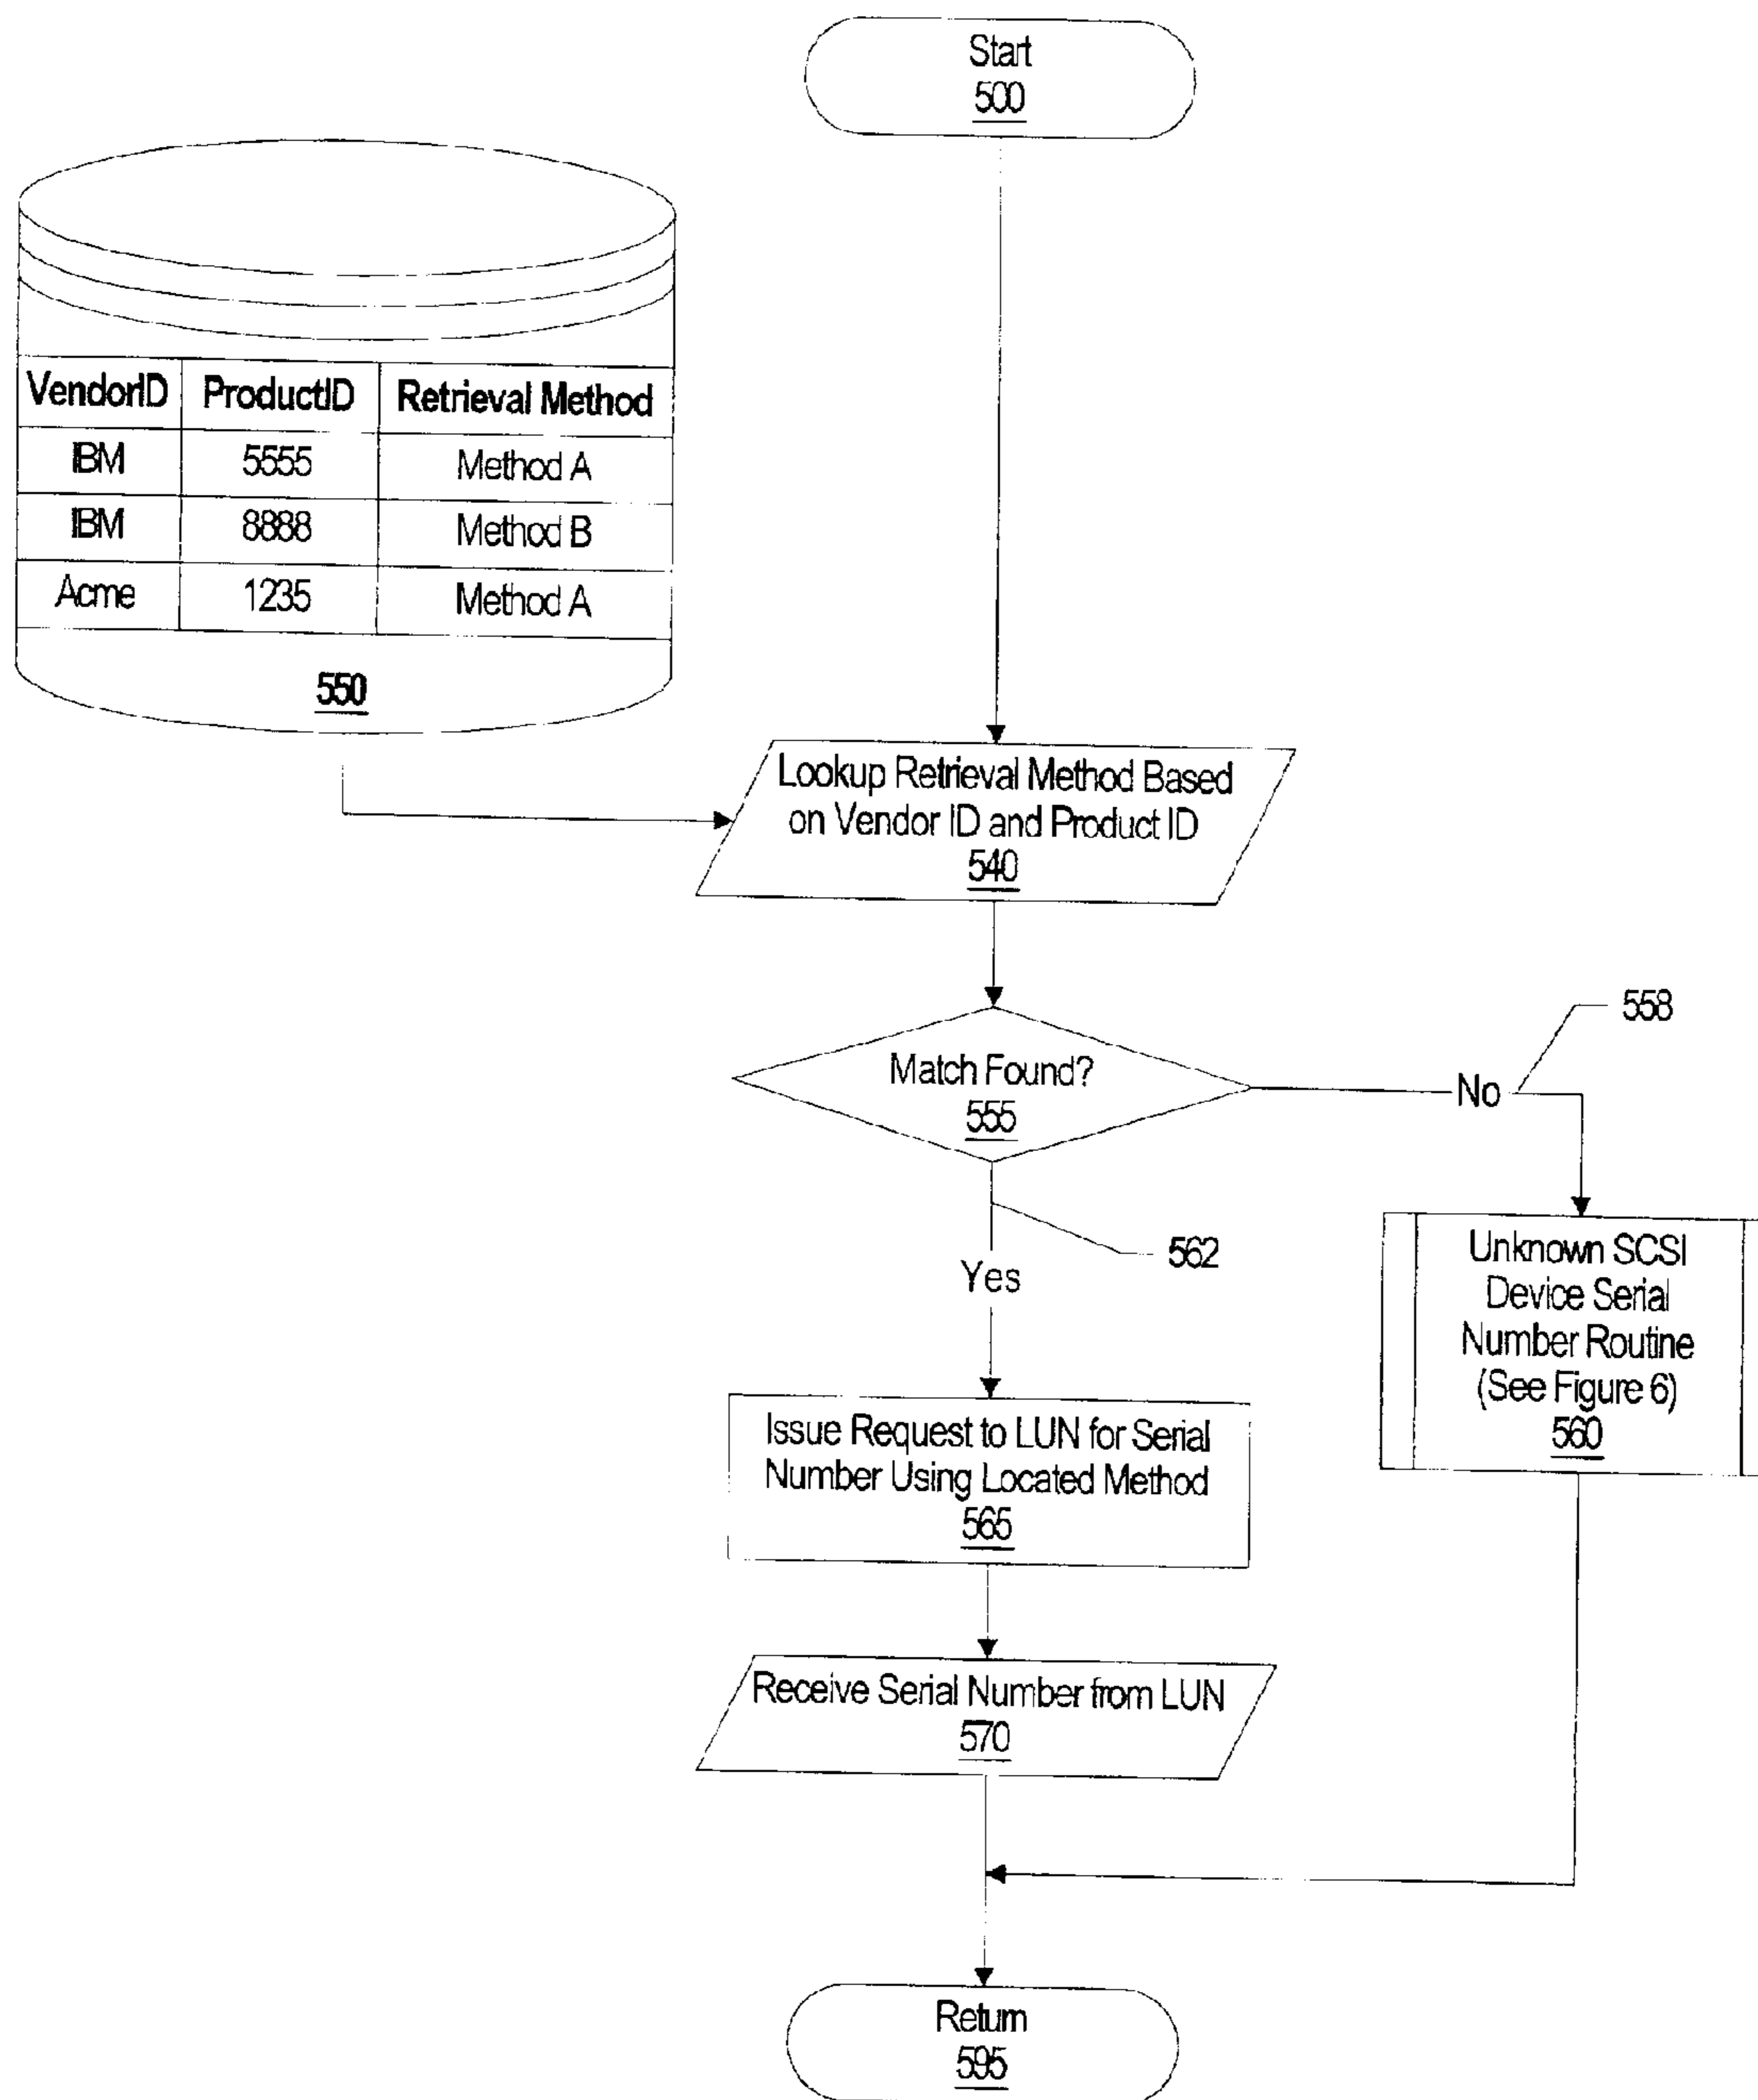 Start
500
VendorID ProductID Retrieval Method
IBM 5555 Method A
IBM 8888 Method B
Acme 1235 Method A
550
Lookup Retrieval Method Based
on Vendor ID and Product ID
540
Match Found?
555
No
558
562
Yes
Unknown SCSI
Device Serial
Number Routine
(See Figure 6)
560
Issue Request to LUN for Serial
Number Using Located Method
565
Receive Serial Number from LUN
570
Return
595